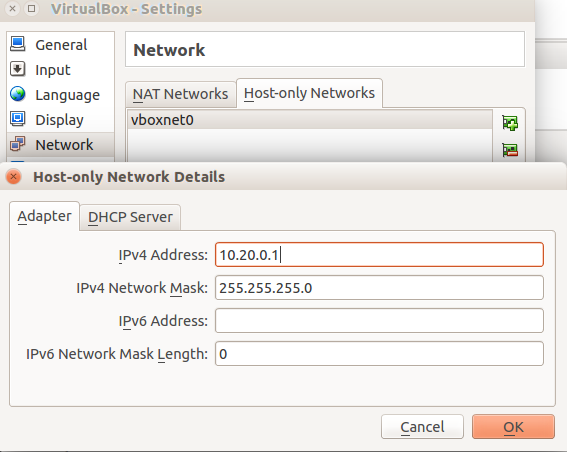 VirtualBox - Settings
General
Input
Language
Display
Network
Network
NAT Networks
Host-only Networks
vboxnet0
Host-only Network Details
Adapter
DHCP Server
IPv4 Address:
10.20.0.1
IPv4 Network Mask:
255.255.255.0
IPv6 Address:
IPv6 Network Mask Length:
0
Cancel
OK